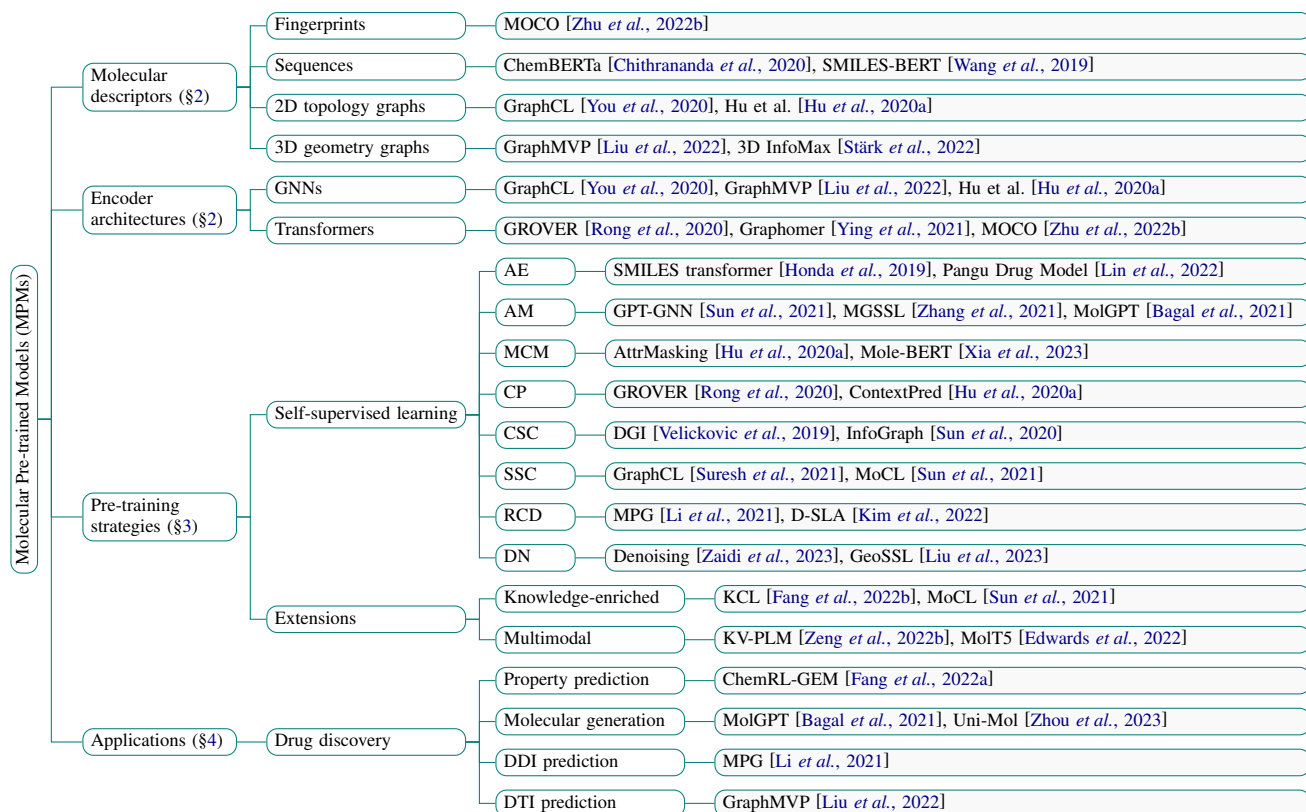 Molecular Pre-trained Models (MPMs)
Molecular
descriptors (§2)
Fingerprints
MOCO [Zhu et al., 2022b]
Sequences
ChemBERTa [Chithrananda et al., 2020], SMILES-BERT [Wang et al., 2019]
2D topology graphs
GraphCL [You et al., 2020], Hu et al. [Hu et al., 2020a]
3D geometry graphs
GraphMVP [Liu et al., 2022], 3D InfoMax [Stärk et al., 2022]
Encoder
architectures (§2)
GNNs
GraphCL [You et al., 2020], GraphMVP [Liu et al., 2022], Hu et al. [Hu et al., 2020a]
Transformers
GROVER [Rong et al., 2020], Graphomer [Ying et al., 2021], MOCO [Zhu et al., 2022b]
Pre-training
strategies (§3)
Self-supervised learning
AE
SMILES transformer [Honda et al., 2019], Pangu Drug Model [Lin et al., 2022]
AM
GPT-GNN [Sun et al., 2021], MGSSL [Zhang et al., 2021], MolGPT [Bagal et al., 2021]
MCM
AttrMasking [Hu et al., 2020a], Mole-BERT [Xia et al., 2023]
CP
GROVER [Rong et al., 2020], ContextPred [Hu et al., 2020a]
CSC
DGI [Velickovic et al., 2019], InfoGraph [Sun et al., 2020]
SSC
GraphCL [Suresh et al., 2021], MoCL [Sun et al., 2021]
RCD
MPG [Li et al., 2021], D-SLA [Kim et al., 2022]
DN
Denoising [Zaidi et al., 2023], GeoSSL [Liu et al., 2023]
Extensions
Knowledge-enriched
KCL [Fang et al., 2022b], MoCL [Sun et al., 2021]
Multimodal
KV-PLM [Zeng et al., 2022b], MolT5 [Edwards et al., 2022]
Applications (§4)
Drug discovery
Property prediction
ChemRL-GEM [Fang et al., 2022a]
Molecular generation
MolGPT [Bagal et al., 2021], Uni-Mol [Zhou et al., 2023]
DDI prediction
MPG [Li et al., 2021]
DTI prediction
GraphMVP [Liu et al., 2022]